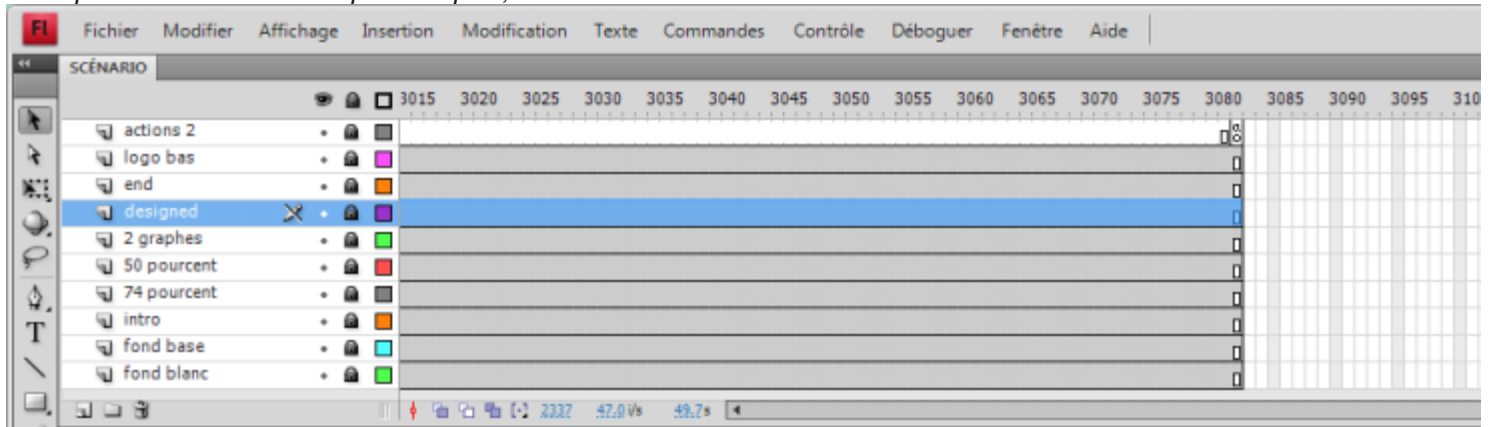 Fl Fichier Modifier Affichage Insertion Modification Texte Commandes Contrôle Déboguer Fenêtre Aide
SCÉNARIO
3015 3020 3025 3030 3035 3040 3045 3050 3055 3060 3065 3070 3075 3080 3085 3090 3095 310
actions 2
logo bas
end
designed
2 graphes
50 pourcent
74 pourcent
intro
fond base
fond blanc
2337 47.0 i/s 49.7s